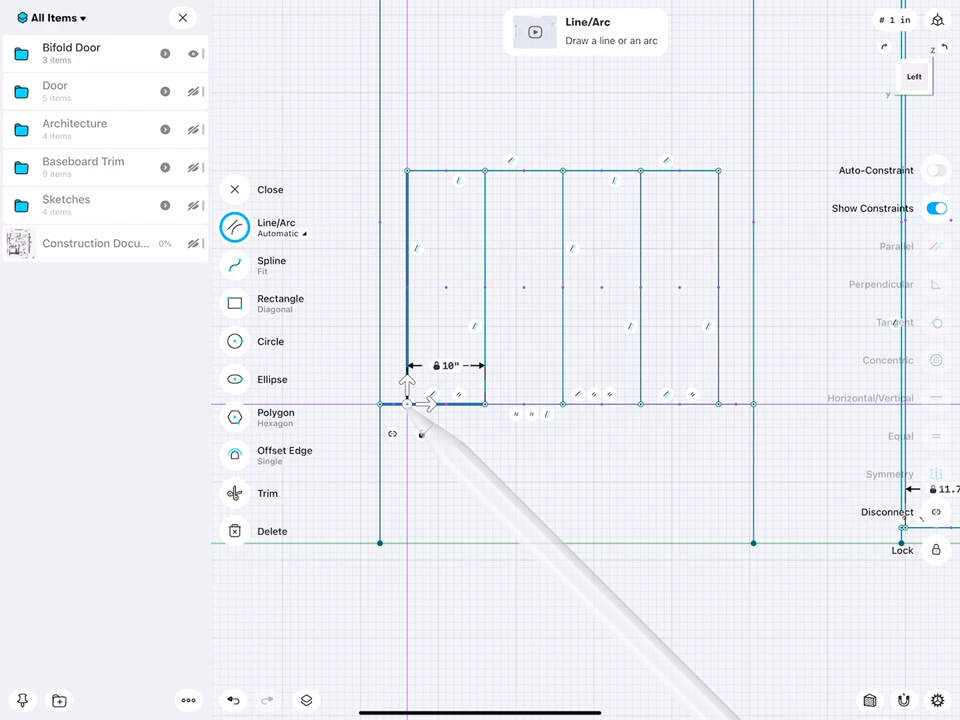 All Items
Bifold Door
3 items
Door
5 items
Architecture
4 items
Baseboard Trim
9 items
Sketches
4 items
Construction Docu...
0%
Close
Line/Arc
Automatic
Spline
Fit
Rectangle
Diagonal
Circle
Ellipse
Polygon
Hexagon
Offset Edge
Single
Trim
Delete
Line/Arc
Draw a line or an arc
10"
# 1 in
Z
Left
y
Auto-Constraint
Show Constraints
Parallel
Perpendicular
Tangent
Concentric
Horizontal/Vertical
Equal
Symmetry
11.7
Disconnect
Lock